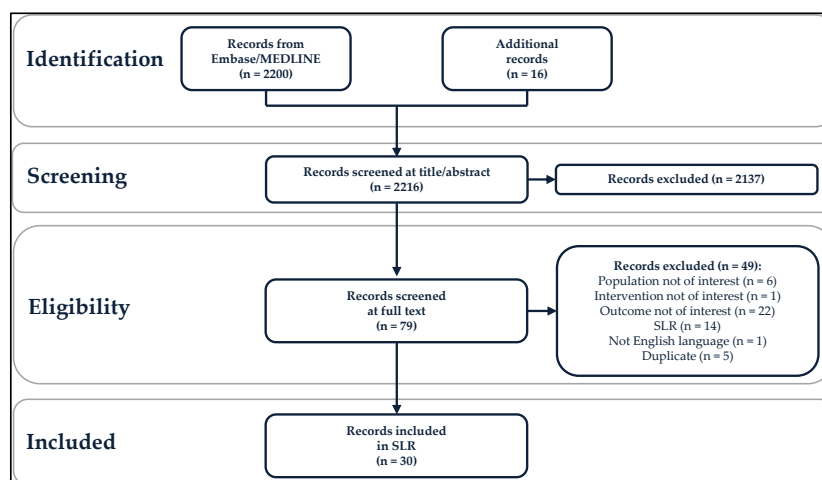 Identification
Records from
Embase/MEDLINE
(n = 2200)
Additional
records
(n = 16)
Screening
Records screened at title/abstract
(n = 2216)
Records excluded (n = 2137)
Eligibility
Records screened
at full text
(n = 79)
Records excluded (n = 49):
Population not of interest (n = 6)
Intervention not of interest (n = 1)
Outcome not of interest (n = 22)
SLR (n = 14)
Not English language (n = 1)
Duplicate (n = 5)
Included
Records included
in SLR
(n = 30)